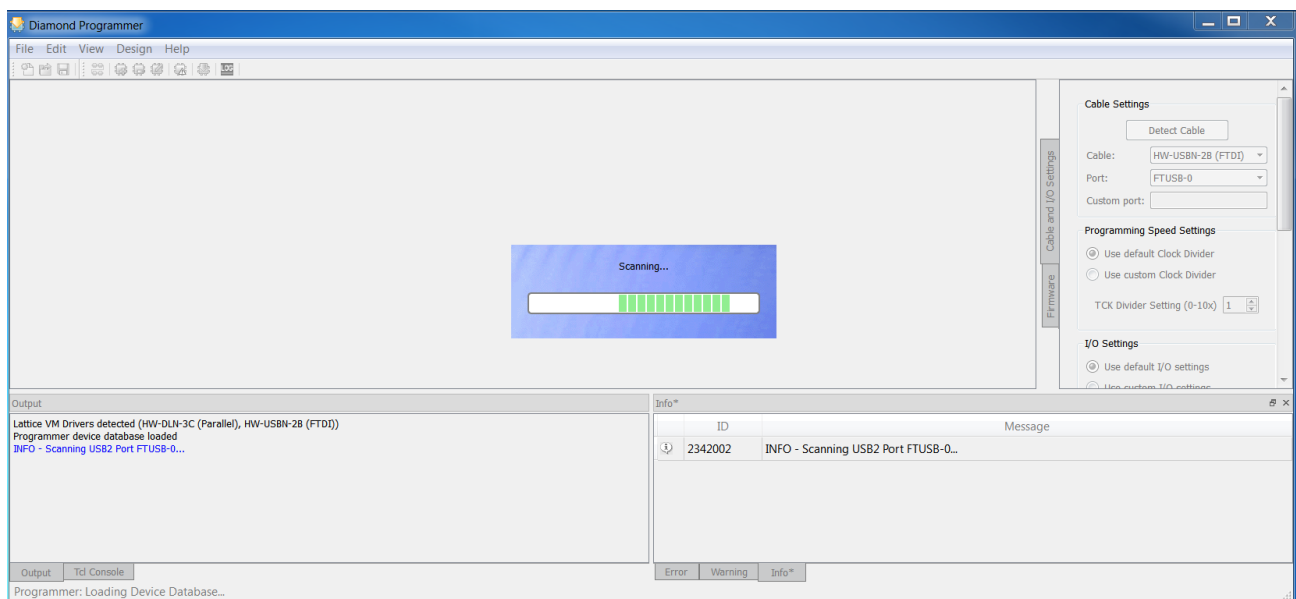 Diamond Programmer
File Edit View Design Help
Cable Settings
Detect Cable
Cable: HW-USBN-2B (FTDI)
Port: FTUSB-0
Custom port:
Programming Speed Settings
Use default Clock Divider
Use custom Clock Divider
TCK Divider Setting (0-10x) 1
I/O Settings
Use default I/O settings
Use custom I/O settings
Cable and I/O Settings
Firmware
Scanning...
Output
Lattice VM Drivers detected (HW-DLN-3C (Parallel), HW-USBN-2B (FTDI))
Programmer device database loaded
INFO - Scanning USB2 Port FTUSB-0...
Output Tcl Console
Info*
ID Message
2342002 INFO - Scanning USB2 Port FTUSB-0...
Error Warning Info*
Programmer: Loading Device Database...